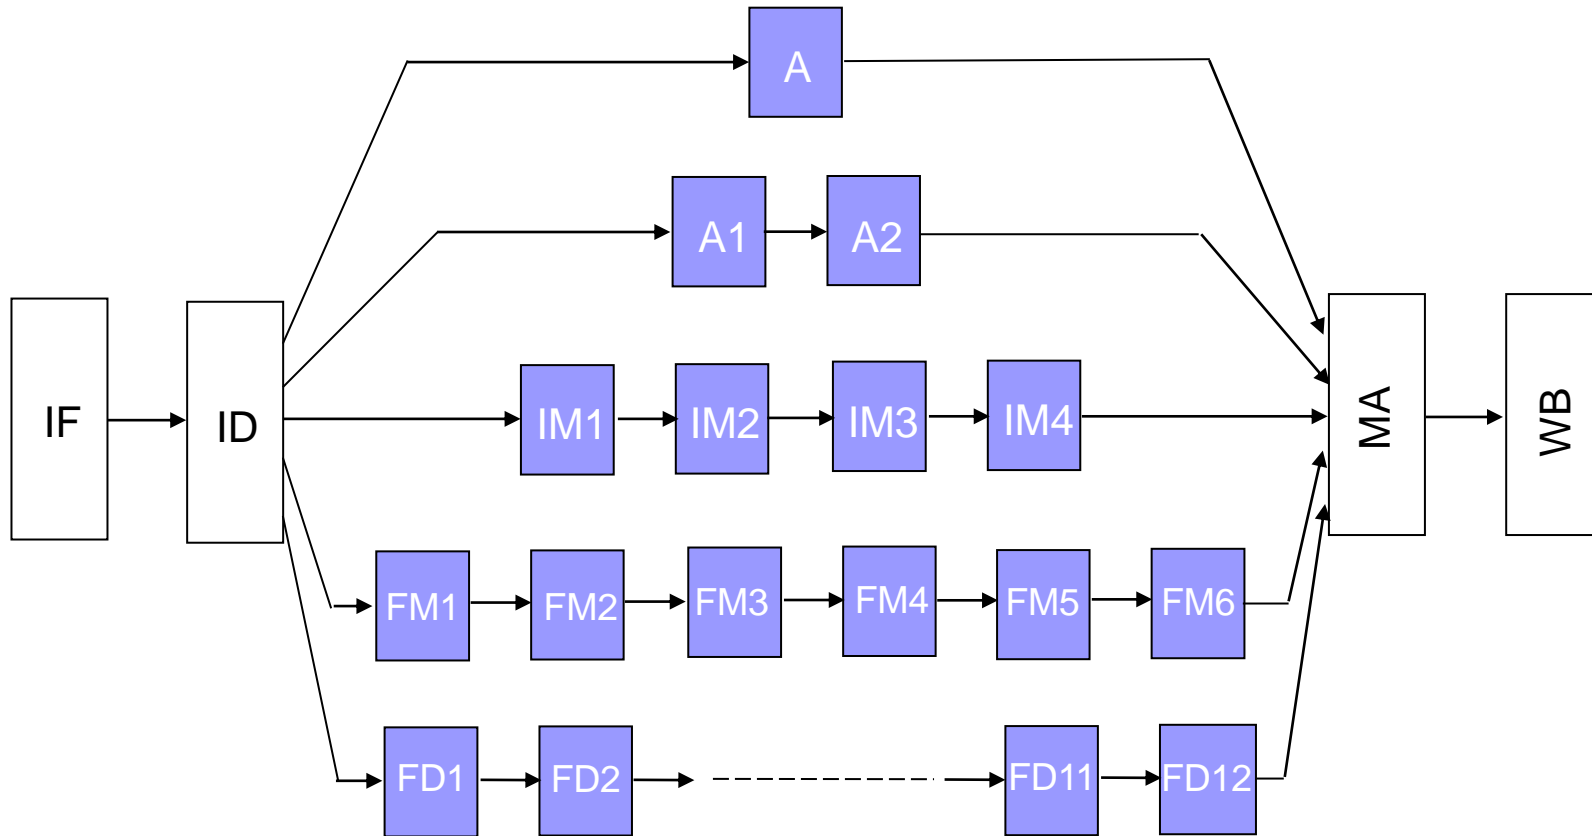 A
A1 A2
IF ID IM1 IM2 IM3 IM4 MA WB
FM1 FM2 FM3 FM4 FM5 FM6
FD1 FD2 FD11 FD12